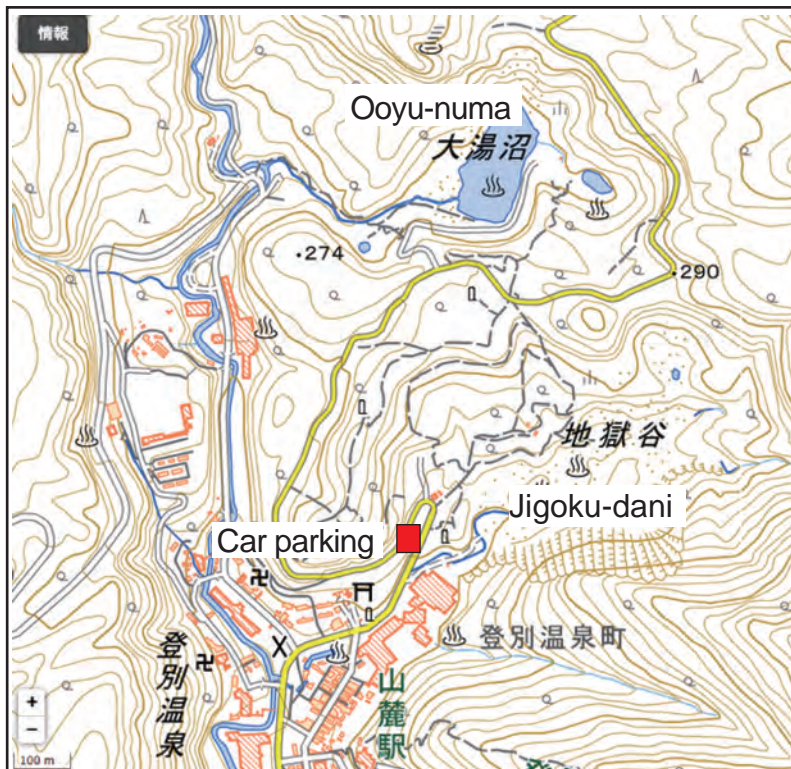 情報
Ooyu-numa
大湯沼
・274
・290
地獄谷
Jigoku-dani
Car parking
登別温泉町
登別温泉
山麓駅
+
−
100 m